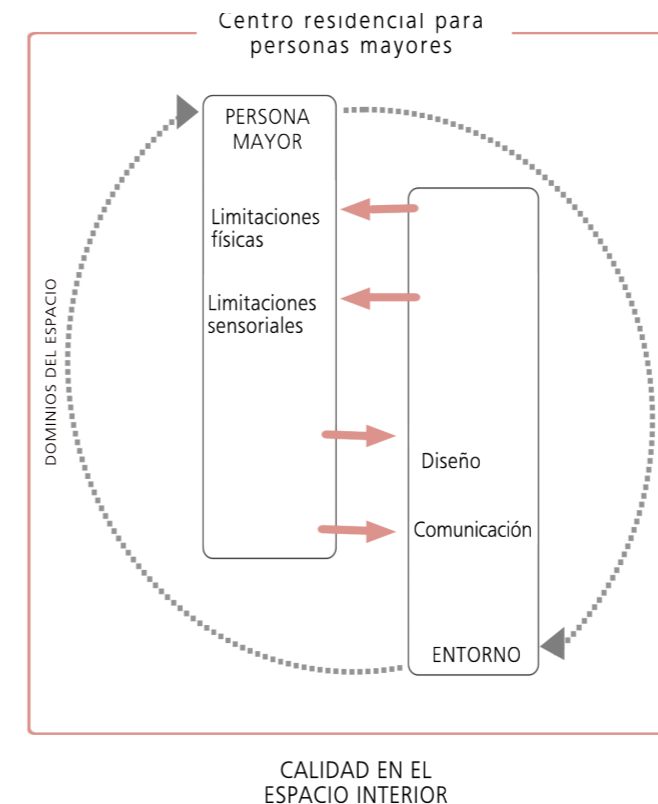 Centro residencial para
personas mayores
PERSONA
MAYOR
Limitaciones
físicas
Limitaciones
sensoriales
DOMINIOS DEL ESPACIO
Diseño
Comunicación
ENTORNO
CALIDAD EN EL
ESPACIO INTERIOR